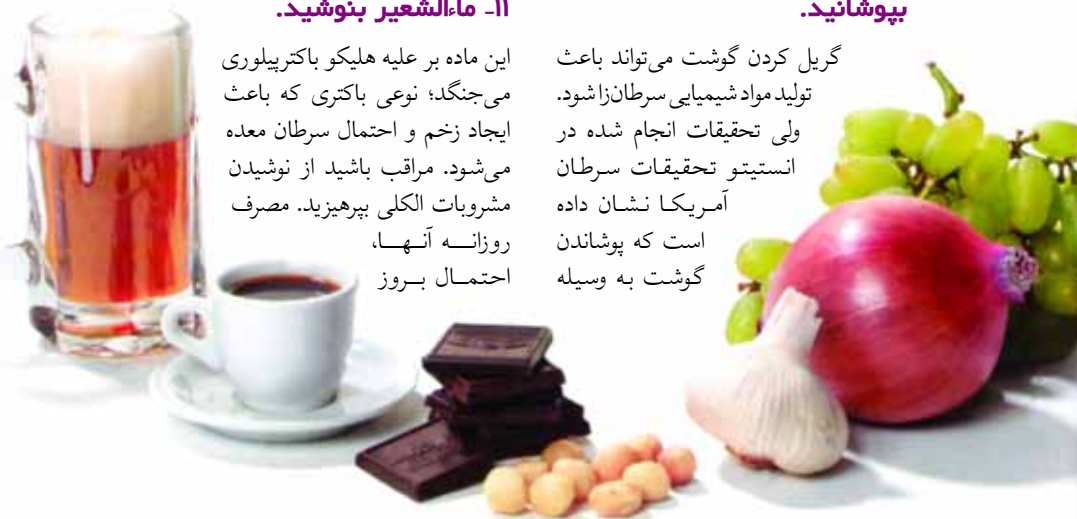 بپوشانید.
گریل کردن گوشت می‌تواند باعث
تولید مواد شیمیایی سرطان‌زا شود.
ولی تحقیقات انجام شده در
انستیتو تحقیقات سرطان
آمریکا نشان داده
است که پوشاندن
گوشت به وسیله
۱۱- ماءالشعیر بنوشید.
این ماده بر علیه هلیکو باکترپیلوری
می‌جنگد؛ نوعی باکتری که باعث
ایجاد زخم و احتمال سرطان معده
می‌شود. مراقب باشید از نوشیدن
مشروبات الکلی بپرهیزید. مصرف
روزانه آنها،
احتمال بروز